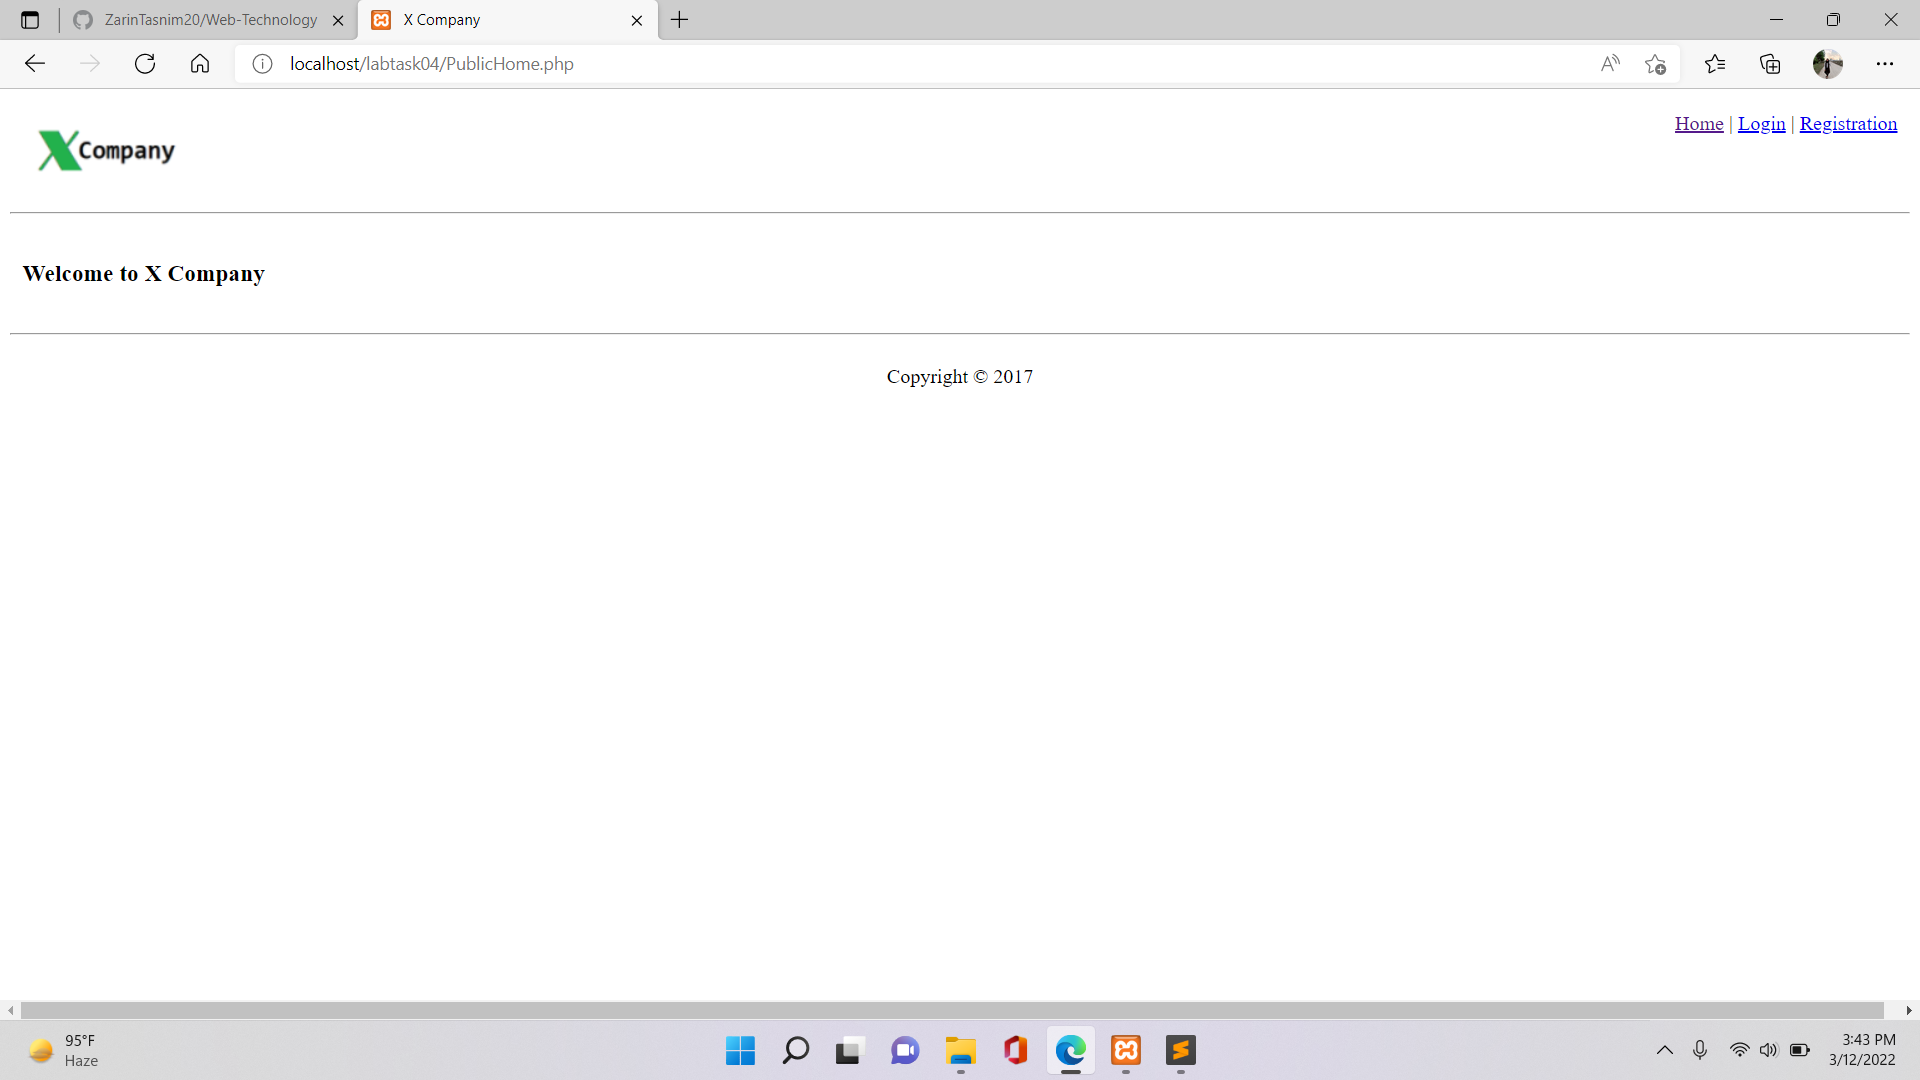 ZarinTasnim20/Web-Technology
X Company
localhost/labtask04/PublicHome.php
Home | Login | Registration
X Company
Welcome to X Company
Copyright © 2017
95°F
Haze
3:43 PM
3/12/2022